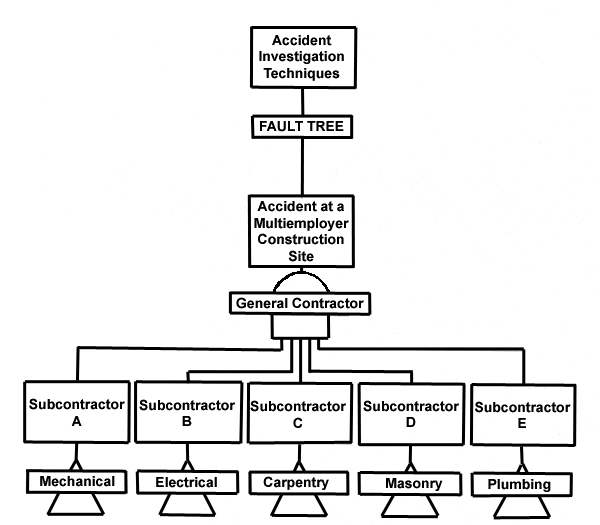 Accident
Investigation
Techniques
FAULT TREE
Accident at a
Multiemployer
Construction
Site
General Contractor
Subcontractor
A
Subcontractor
B
Subcontractor
C
Subcontractor
D
Subcontractor
E
Mechanical
Electrical
Carpentry
Masonry
Plumbing